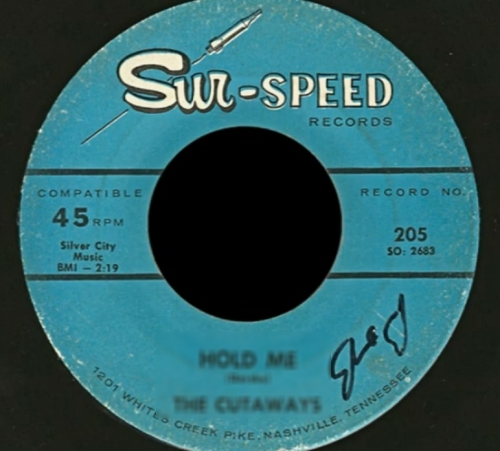 Sur-SPEED
RECORDS
COMPATIBLE
45 RPM
Silver City
Music
BMI — 2:19
RECORD NO.
205
SO: 2683
HOLD ME
THE CUTAWAYS
1201 WHITES CREEK PIKE, NASHVILLE, TENNESSEE